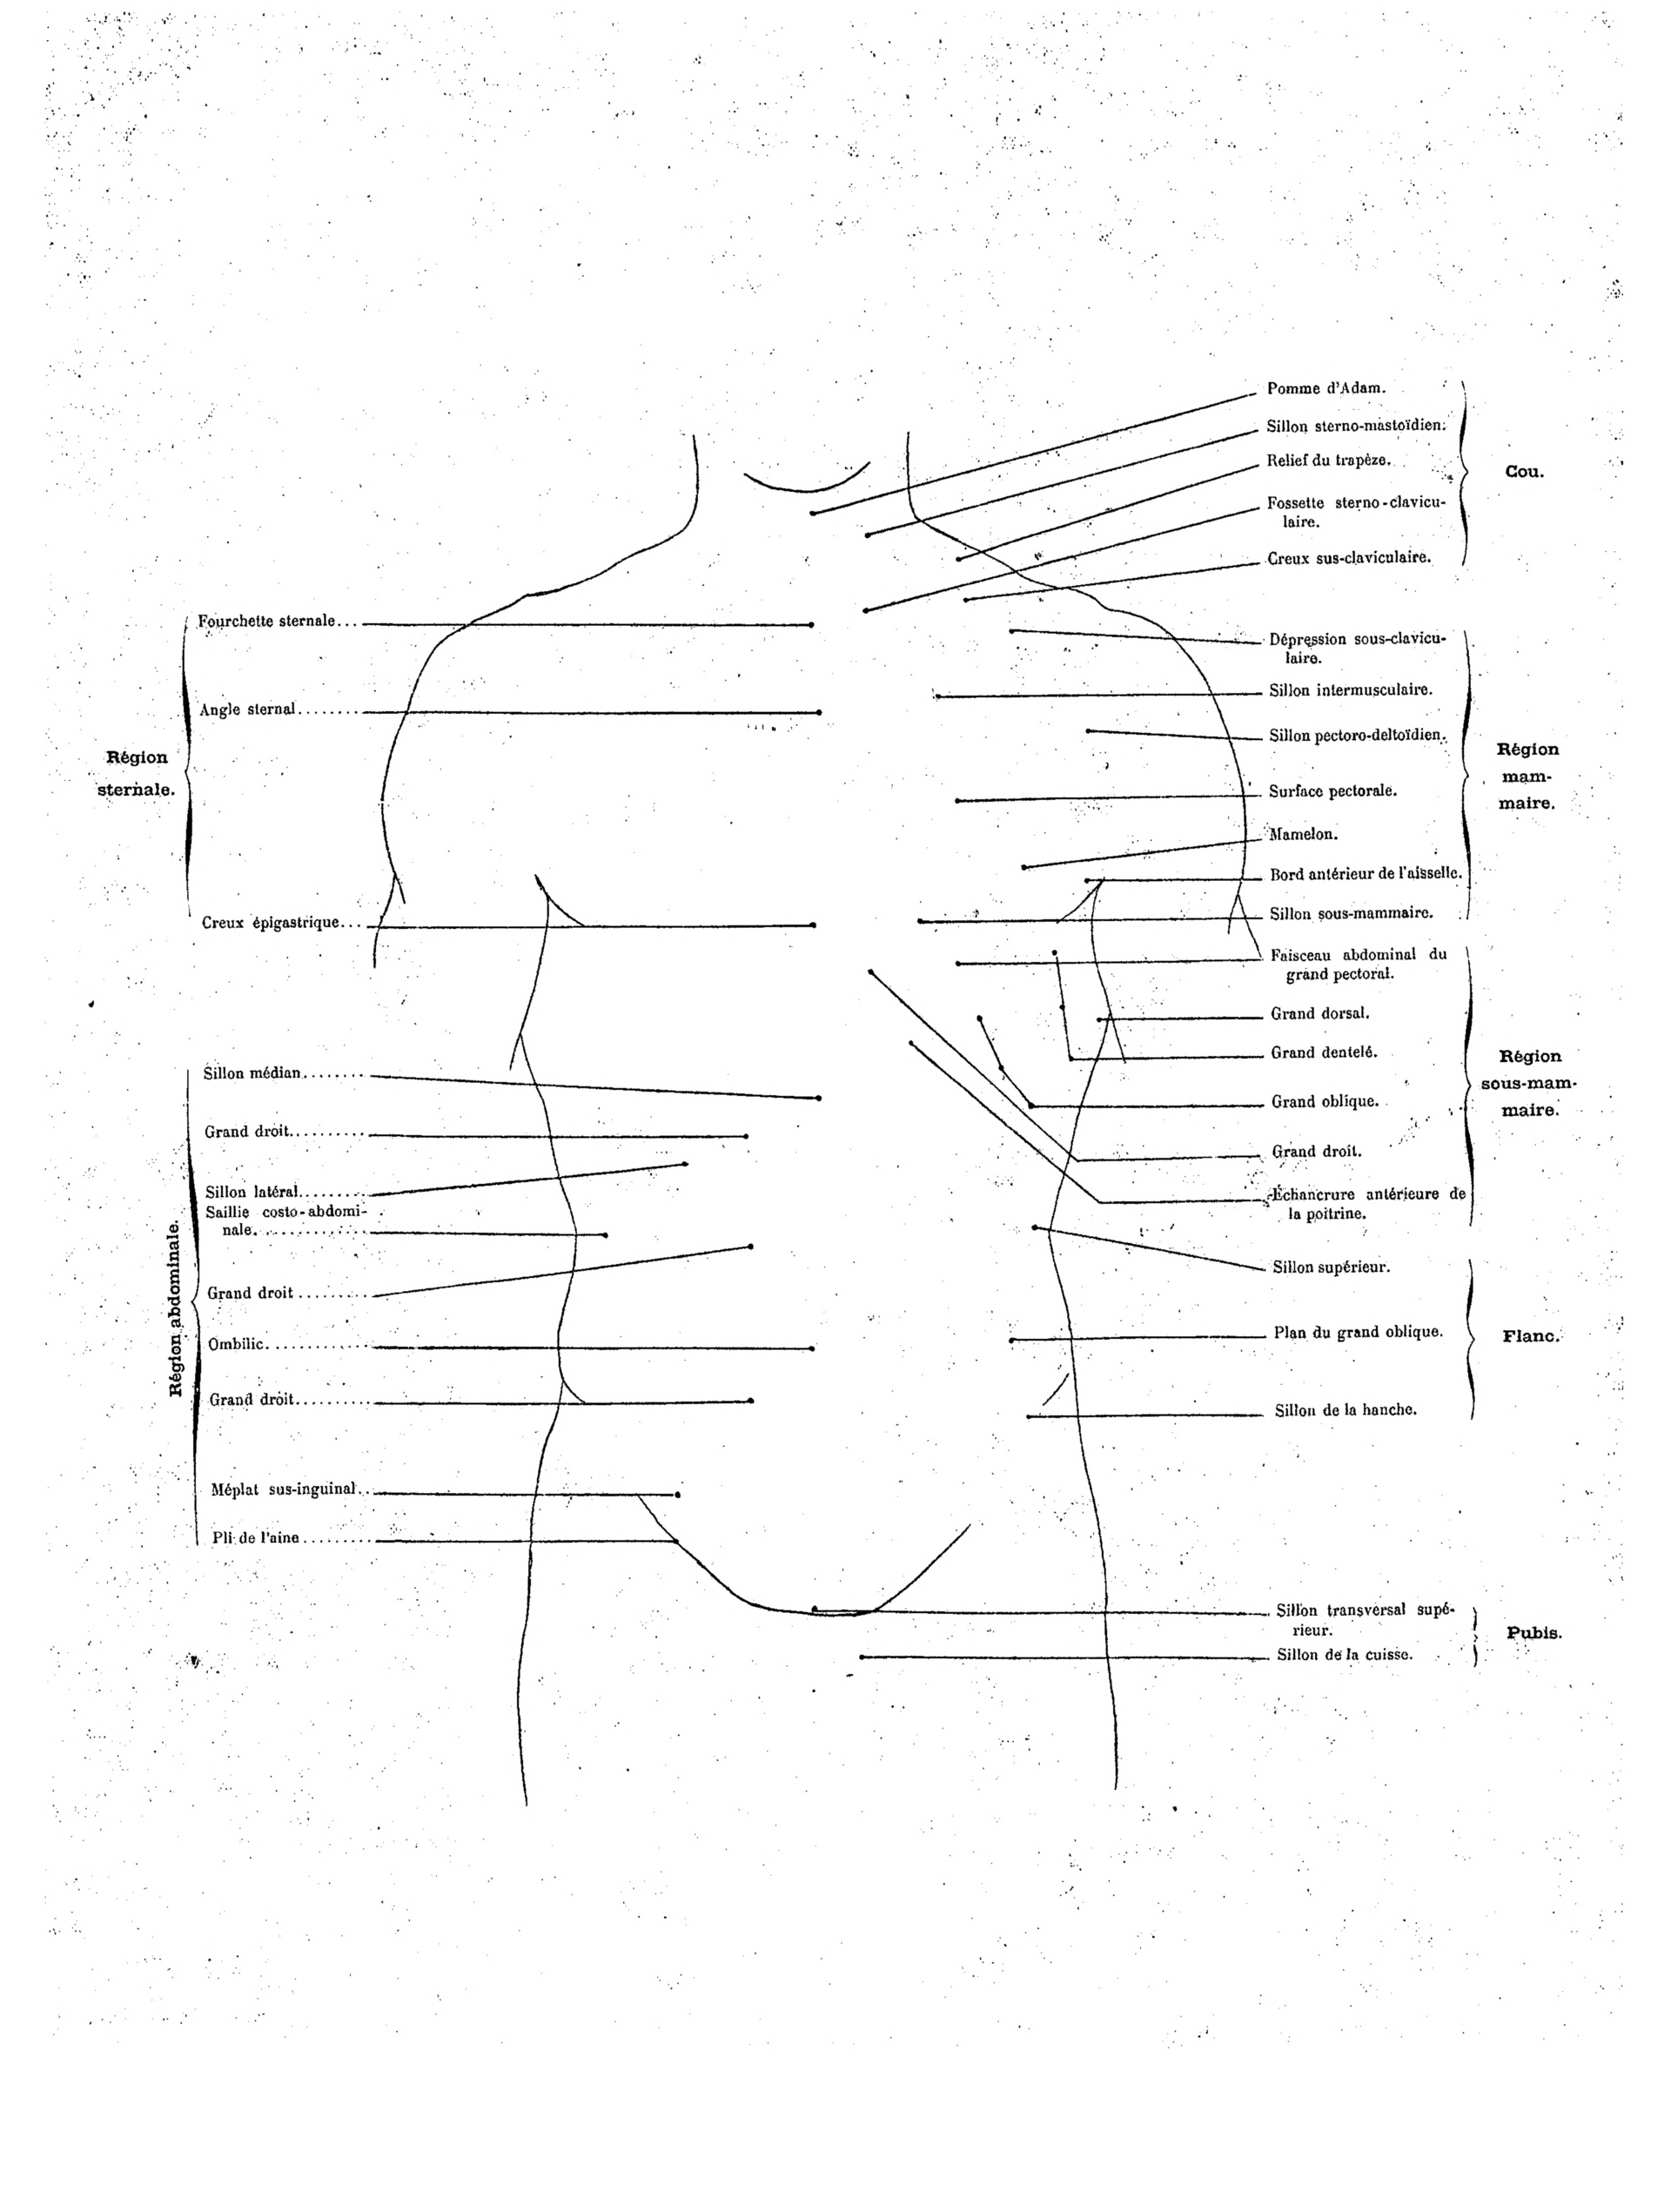 Pomme d'Adam.
Sillon sterno-mastoïdien.
Relief du trapèze.
Fossette sterno-clavicu-
laire.
Creux sus-claviculaire.
Cou.
Fourchette sternale...
Angle sternal........
Creux épigastrique...
Région
sternale.
Dépression sous-clavicu-
laire.
Sillon intermusculaire.
Sillon pectoro-deltoïdien.
Surface pectorale.
Mamelon.
Bord antérieur de l'aisselle.
Sillon sous-mammaire.
Région
mam-
maire.
Faisceau abdominal du
grand pectoral.
Grand dorsal.
Grand dentelé.
Grand oblique.
Grand droit.
Échancrure antérieure de
la poitrine.
Région
sous-mam-
maire.
Sillon médian........
Grand droit..........
Sillon latéral........
Saillie costo-abdomi-
nale..............
Grand droit.........
Ombilic.............
Grand droit..........
Méplat sus-inguinal..
Pli de l'aine.........
Région abdominale.
Sillon supérieur.
Plan du grand oblique.
Sillon de la hanche.
Flanc.
Sillon transversal supé-
rieur.
Sillon de la cuisse.
Pubis.